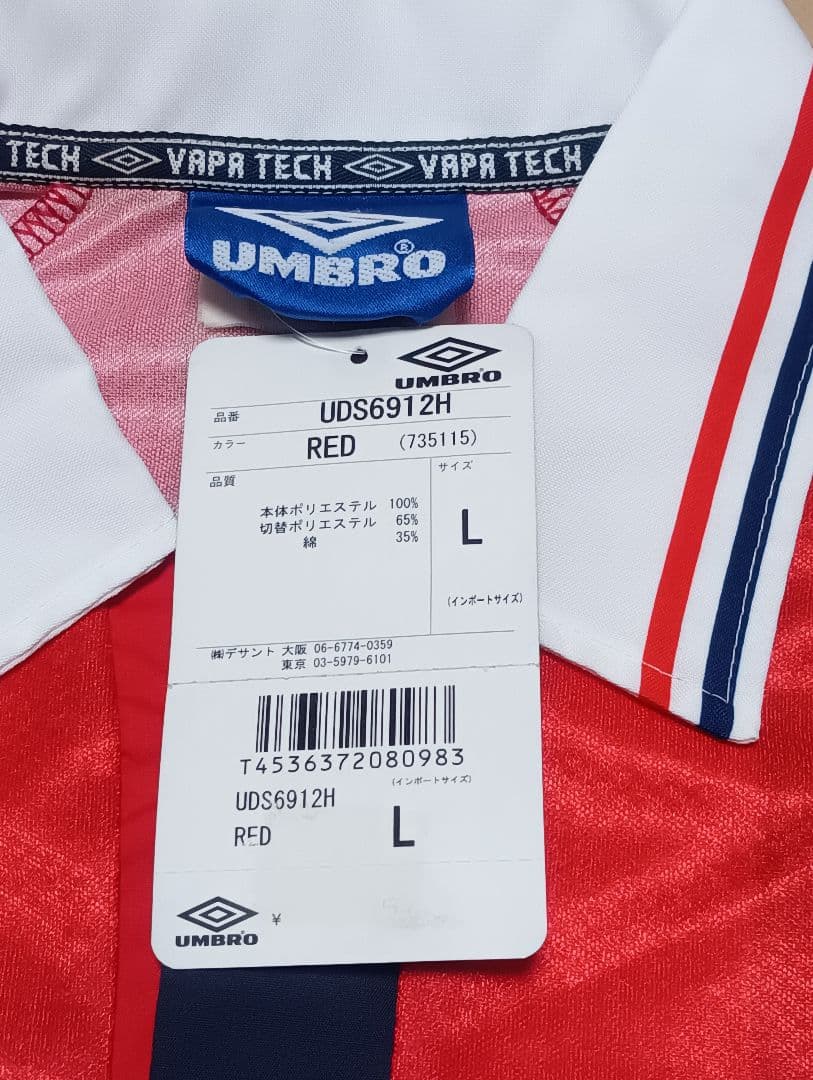 TECH VAPA TECH VAPA TECH
UMBRO®
UMBRO
品番 UDS6912H
カラー RED (735115)
品質
サイズ
本体ポリエステル 100%
切替ポリエステル 65%
綿 35%
L
(インポートサイズ)
㈱デサント 大阪 06-6774-0359
東京 03-5979-6101
T4536372080983
(インポートサイズ)
UDS6912H
RED L
UMBRO
¥